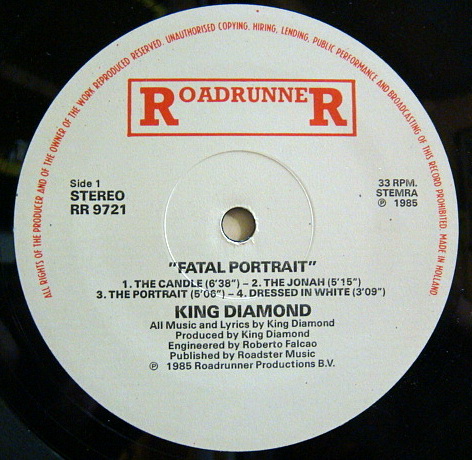 ALL RIGHTS OF THE PRODUCER AND OF THE OWNER OF THE WORK REPRODUCED RESERVED. UNAUTHORISED COPYING, HIRING, LENDING, PUBLIC PERFORMANCE AND BROADCASTING OF THIS RECORD PROHIBITED. MADE IN HOLLAND.
ROADRUNNER
Side 1
STEREO
RR 9721
33 RPM.
STEMRA
℗ 1985
"FATAL PORTRAIT"
1. THE CANDLE (6'38") – 2. THE JONAH (5'15")
3. THE PORTRAIT (5'06") – 4. DRESSED IN WHITE (3'09")
KING DIAMOND
All Music and Lyrics by King Diamond
Produced by King Diamond
Engineered by Roberto Falcao
Published by Roadster Music
℗ 1985 Roadrunner Productions B.V.